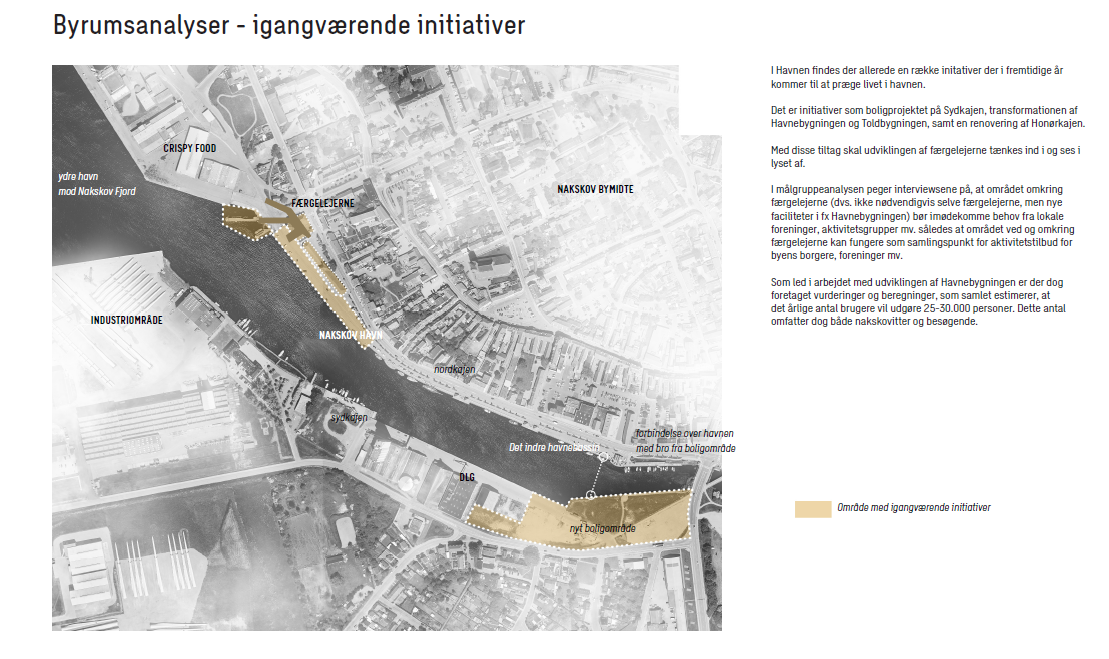 Byrumsanalyser - igangværende initiativer
I Havnen findes der allerede en række initativer der i fremtidige år
kommer til at præge livet i havnen.
Det er initiativer som boligprojektet på Sydkajen, transformationen af
Havnebygningen og Toldbygningen, samt en renovering af Honørkajen.
Med disse tiltag skal udviklingen af færgelejerne tænkes ind i og ses i
lyset af.
I målgruppeanalysen peger interviewsene på, at området omkring
færgelejerne (dvs. ikke nødvendigvis selve færgelejerne, men nye
faciliteter i fx Havnebygningen) bør imødekomme behov fra lokale
foreninger, aktivitetsgrupper mv. således at området ved og omkring
færgelejerne kan fungere som samlingspunkt for aktivitetstilbud for
byens borgere, foreninger mv.
Som led i arbejdet med udviklingen af Havnebygningen er der dog
foretaget vurderinger og beregninger, som samlet estimerer, at
det årlige antal brugere vil udgøre 25-30.000 personer. Dette antal
omfatter dog både nakskovitter og besøgende.
CRISPY FOOD
ydre havn
mod Nakskov Fjord
NAKSKOV BYMIDTE
FÆRGELEJERNE
INDUSTRIOMRÅDE
NAKSKOV HAVN
nordkajen
sydkajen
forbindelse over havnen
med bro fra boligområde
Det indre havnebassin
DLG
nyt boligområde
Område med igangværende initiativer